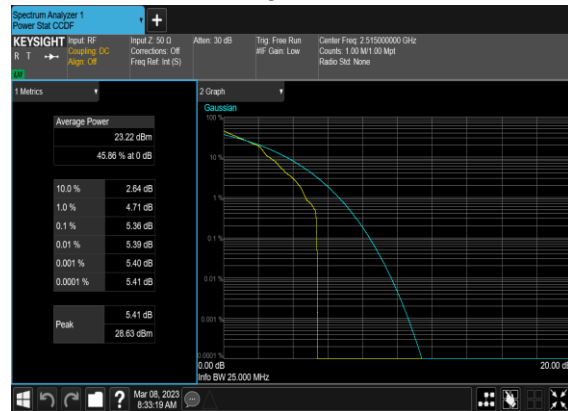 Spectrum Analyzer 1
Power Stat CCDF
+
KEYSIGHT
R T
LXI
Input: RF
Coupling: DC
Align: Off
Input Z: 50 Ω
Corrections: Off
Freq Ref: Int (S)
Atten: 30 dB
Trig: Free Run
#IF Gain: Low
Center Freq: 2.515000000 GHz
Counts: 1.00 M/1.00 Mpt
Radio Std: None
1 Metrics
Average Power
23.22 dBm
45.86 % at 0 dB
10.0 % 2.64 dB
1.0 % 4.71 dB
0.1 % 5.36 dB
0.01 % 5.39 dB
0.001 % 5.40 dB
0.0001 % 5.41 dB
Peak
5.41 dB
28.63 dBm
2 Graph
Gaussian
100 %
10 %
1 %
0.1 %
0.01 %
0.001 %
0.0001 %
0.00 dB
20.00 dB
Info BW 25.000 MHz
?
Mar 08, 2023
8:33:19 AM